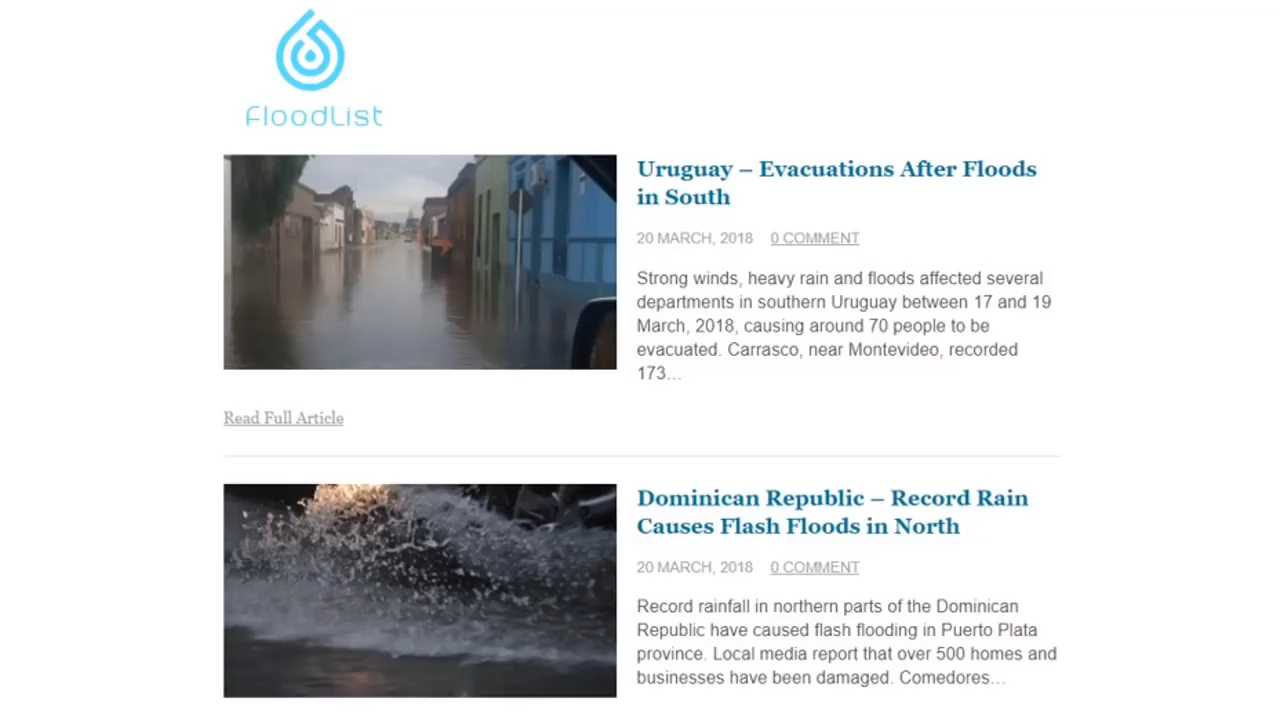 FloodList
Uruguay – Evacuations After Floods
in South
20 MARCH, 2018 0 COMMENT
Strong winds, heavy rain and floods affected several
departments in southern Uruguay between 17 and 19
March, 2018, causing around 70 people to be
evacuated. Carrasco, near Montevideo, recorded
173...
Read Full Article
Dominican Republic – Record Rain
Causes Flash Floods in North
20 MARCH, 2018 0 COMMENT
Record rainfall in northern parts of the Dominican
Republic have caused flash flooding in Puerto Plata
province. Local media report that over 500 homes and
businesses have been damaged. Comedores...